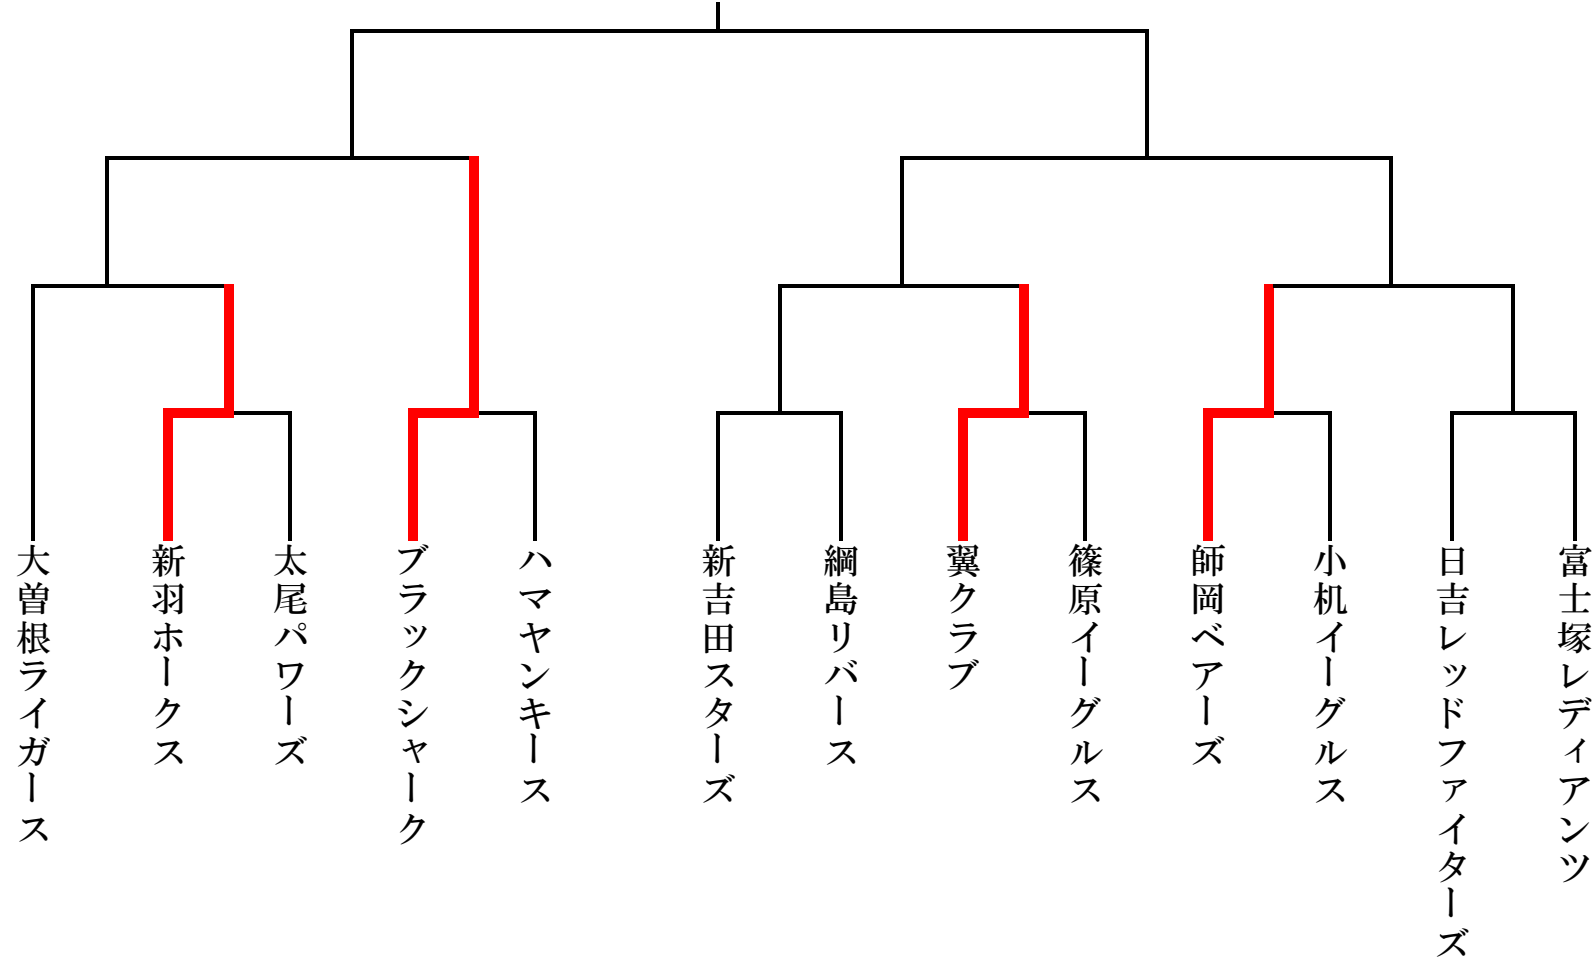 大曽根ライガース
新羽ホークス
太尾パワーズ
ブラックシャーク
ハマヤンキース
新吉田スターズ
綱島リバース
翼クラブ
篠原イーグルス
師岡ベアーズ
小机イーグルス
日吉レッドファイターズ
富士塚レディアンツ